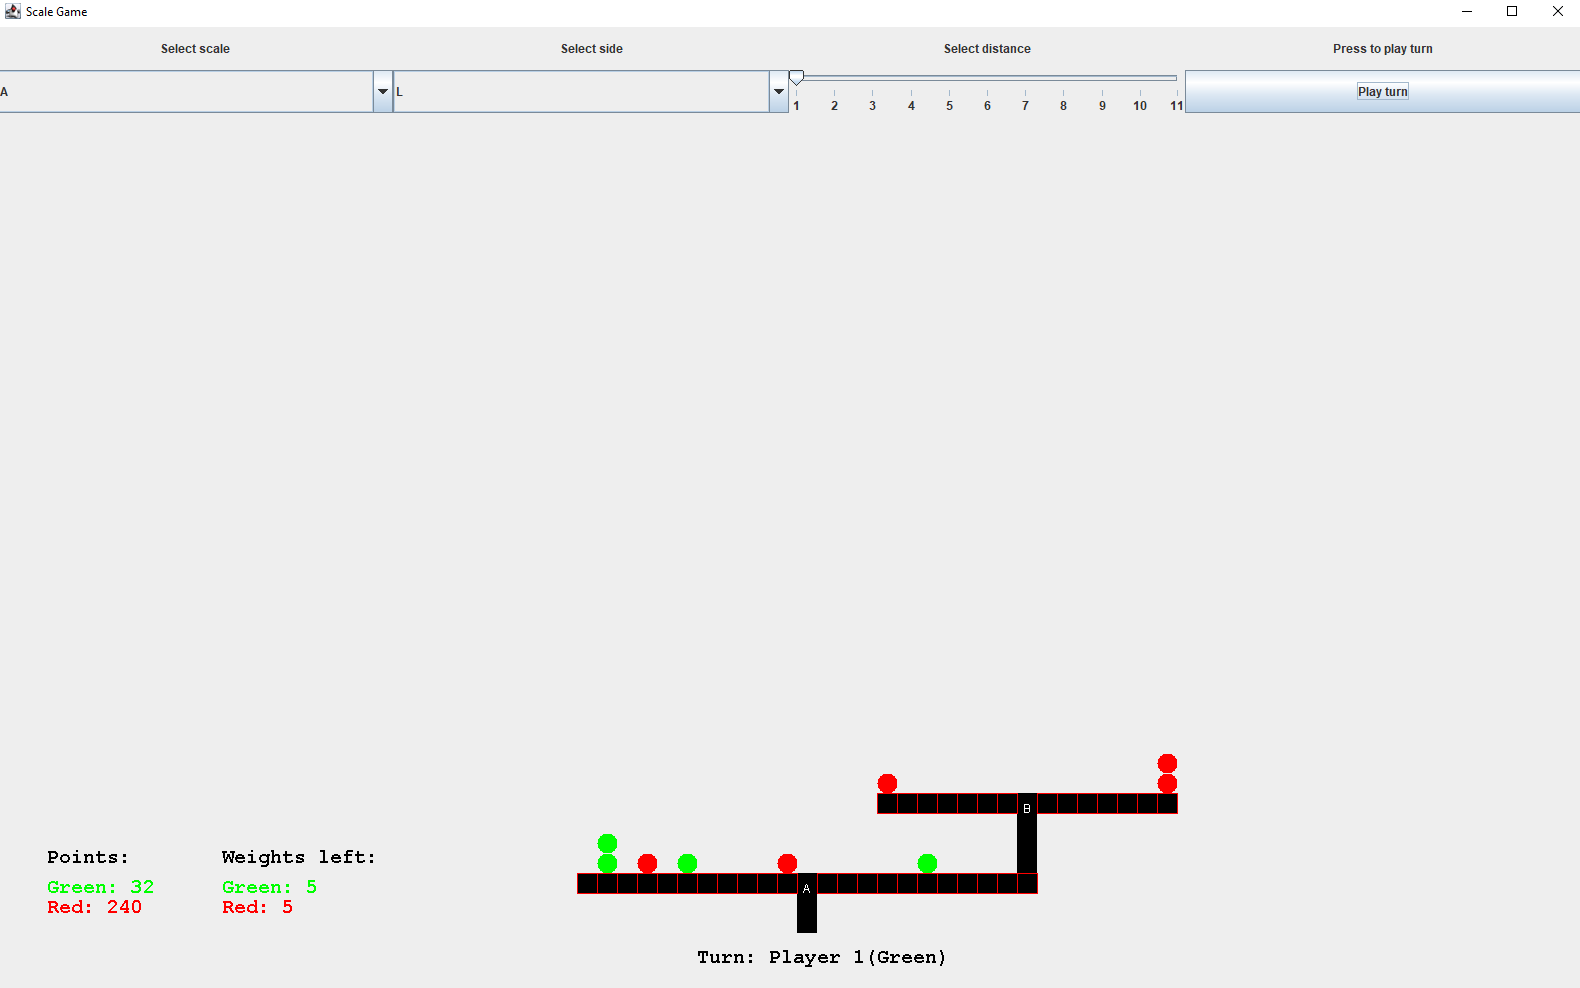 Scale Game
Select scale
Select side
Select distance
Press to play turn
A
L
1 2 3 4 5 6 7 8 9 10 11
Play turn
B
A
Points:
Green: 32
Red: 240
Weights left:
Green: 5
Red: 5
Turn: Player 1(Green)